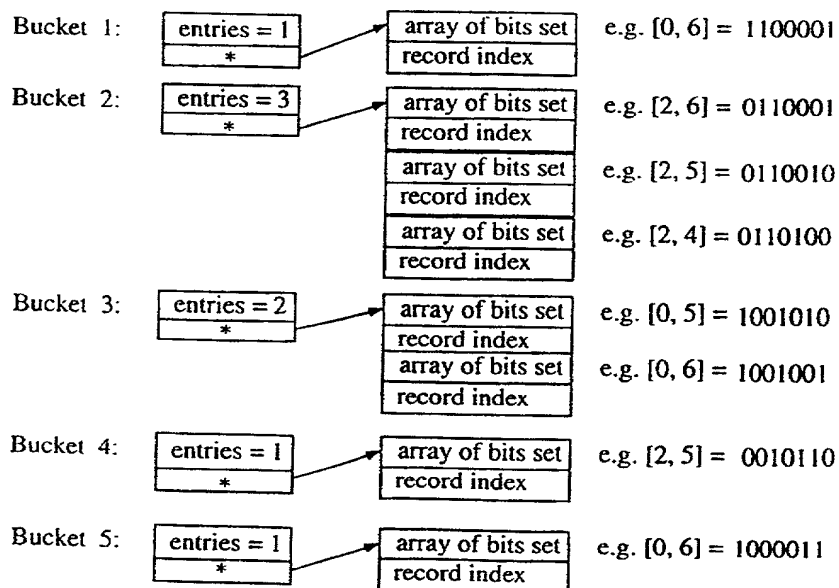 Bucket 1: entries = 1 array of bits set e.g. [0, 6] = 1100001
* record index
Bucket 2: entries = 3 array of bits set e.g. [2, 6] = 0110001
* record index
array of bits set e.g. [2, 5] = 0110010
record index
array of bits set e.g. [2, 4] = 0110100
record index
Bucket 3: entries = 2 array of bits set e.g. [0, 5] = 1001010
* record index
array of bits set e.g. [0, 6] = 1001001
record index
Bucket 4: entries = 1 array of bits set e.g. [2, 5] = 0010110
* record index
Bucket 5: entries = 1 array of bits set e.g. [0, 6] = 1000011
* record index